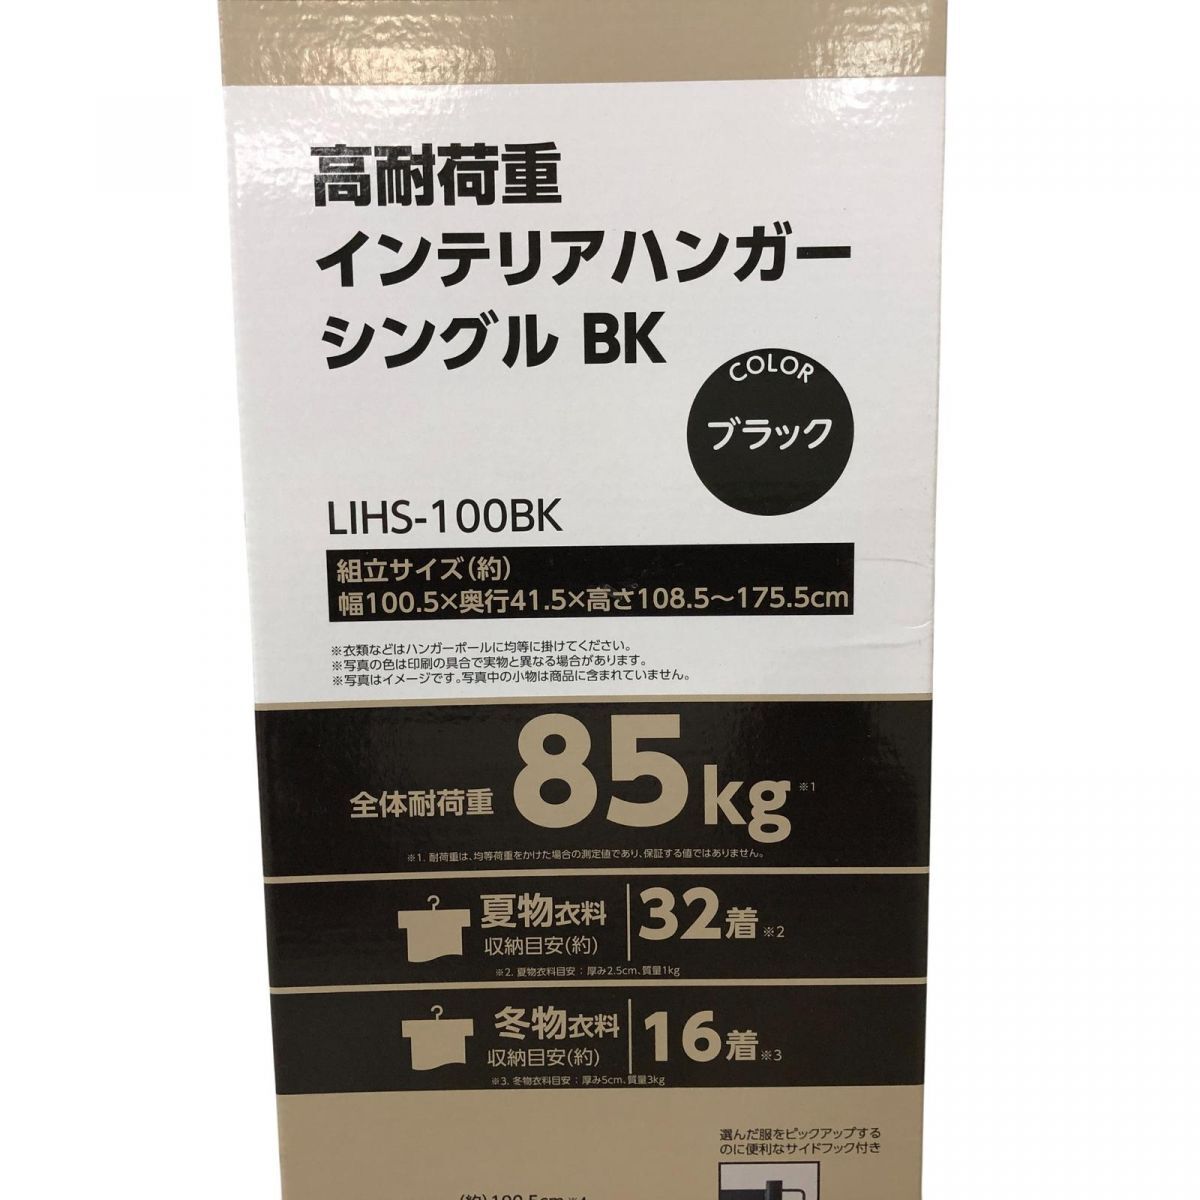 高耐荷重
インテリアハンガー
シングル BK
COLOR
ブラック
LIHS-100BK
組立サイズ(約)
幅100.5×奥行41.5×高さ108.5～175.5cm
※衣類などはハンガーポールに均等に掛けてください。
※写真の色は印刷の具合で実物と異なる場合があります。
※写真はイメージです。写真中の小物は商品に含まれていません。
全体耐荷重 85kg ※1
※1. 耐荷重は、均等荷重をかけた場合の測定値であり、保証する値ではありません。
夏物衣料
収納目安(約)
32着※2
※2. 夏物衣料目安：厚み2.5cm、質量1kg
冬物衣料
収納目安(約)
16着※3
※3. 冬物衣料目安：厚み5cm、質量3kg
選んだ服をピックアップする
のに便利なサイドフック付き
(約)100.5cm